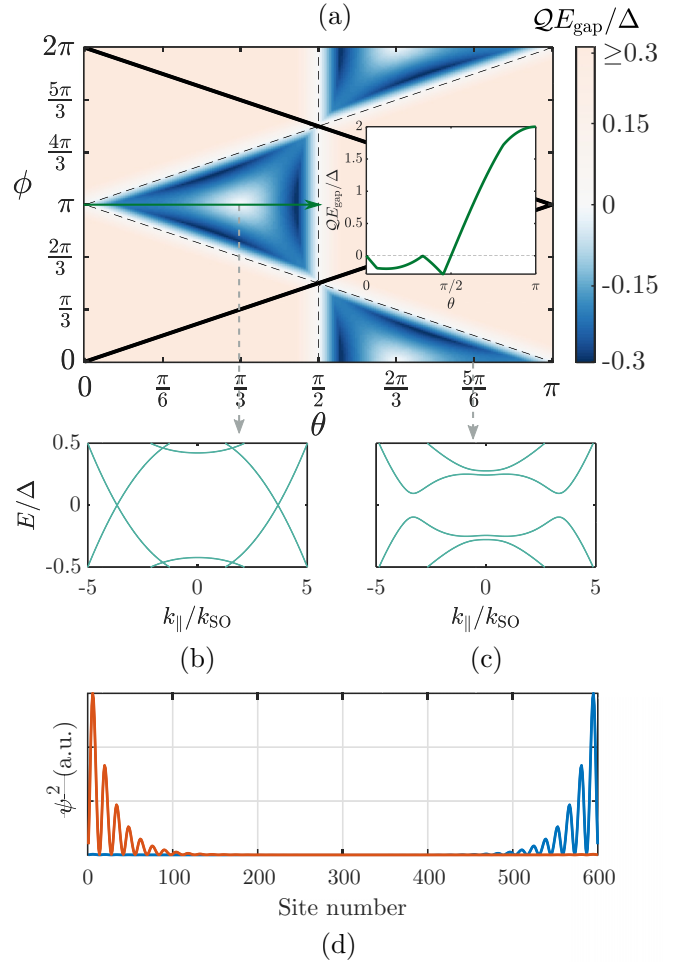 (a)
𝒬E_gap/Δ
2π
5π/3
4π/3
π
2π/3
π/3
0
ϕ
≥0.3
0.15
0
-0.15
-0.3
2
1.5
1
0.5
0
𝒬E_gap/Δ
0 π/2 π
θ
0 π/6 π/3 π/2 2π/3 5π/6 π
θ
0.5
0
-0.5
E/Δ
-5 0 5
-5 0 5
k_∥/k_SO
k_∥/k_SO
(b)
(c)
ψ² (a.u.)
0 100 200 300 400 500 600
Site number
(d)